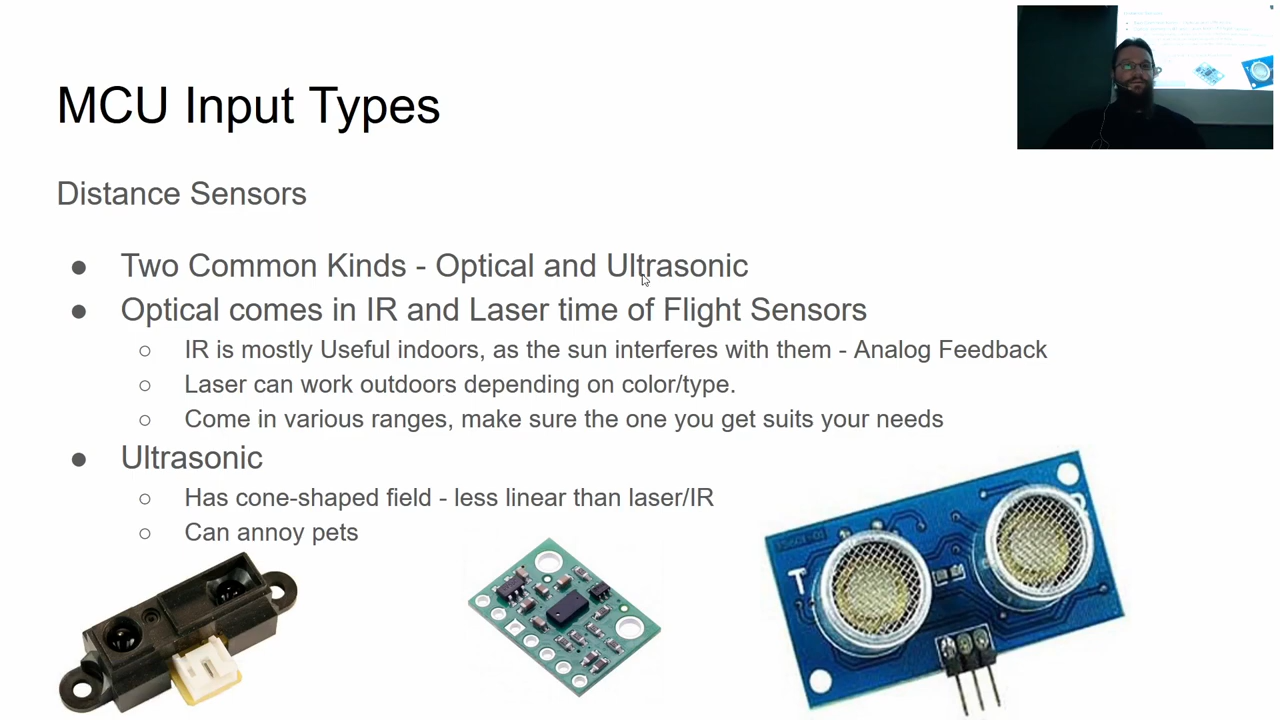 MCU Input Types
Distance Sensors
● Two Common Kinds - Optical and Ultrasonic
● Optical comes in IR and Laser time of Flight Sensors
○ IR is mostly Useful indoors, as the sun interferes with them - Analog Feedback
○ Laser can work outdoors depending on color/type.
○ Come in various ranges, make sure the one you get suits your needs
● Ultrasonic
○ Has cone-shaped field - less linear than laser/IR
○ Can annoy pets
T